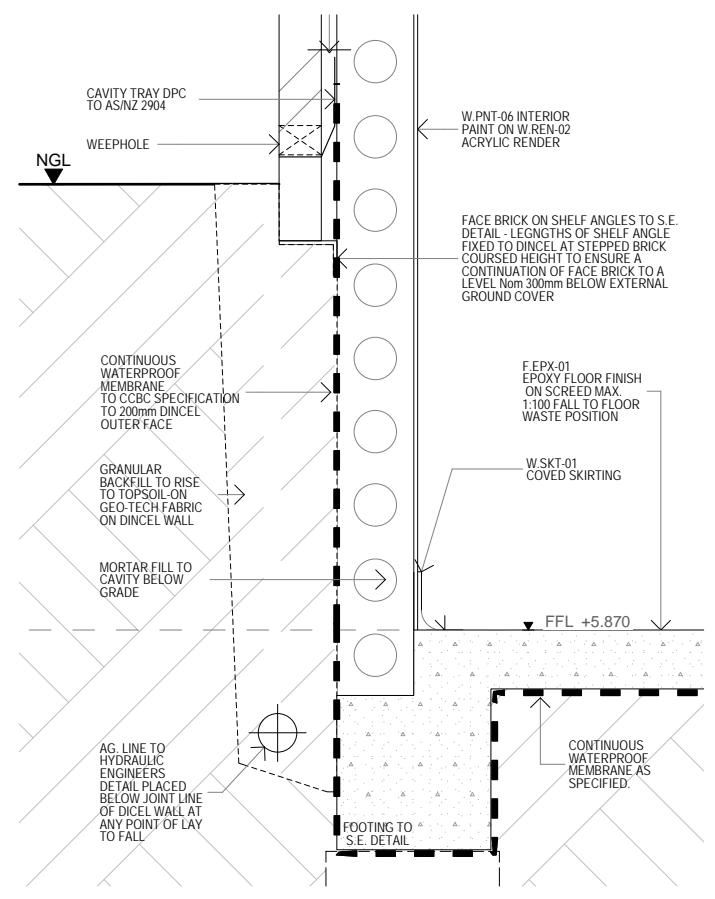 CAVITY TRAY DPC
TO AS/NZ 2904
WEEPHOLE
NGL
W.PNT-06 INTERIOR
PAINT ON W.REN-02
ACRYLIC RENDER
FACE BRICK ON SHELF ANGLES TO S.E.
DETAIL - LEGNGTHS OF SHELF ANGLE
FIXED TO DINCEL AT STEPPED BRICK
COURSED HEIGHT TO ENSURE A
CONTINUATION OF FACE BRICK TO A
LEVEL Nom 300mm BELOW EXTERNAL
GROUND COVER
CONTINUOUS
WATERPROOF
MEMBRANE
TO CCBC SPECIFICATION
TO 200mm DINCEL
OUTER FACE
F.EPX-01
EPOXY FLOOR FINISH
ON SCREED MAX.
1:100 FALL TO FLOOR
WASTE POSITION
W.SKT-01
COVED SKIRTING
GRANULAR
BACKFILL TO RISE
TO TOPSOIL-ON
GEO-TECH FABRIC
ON DINCEL WALL
MORTAR FILL TO
CAVITY BELOW
GRADE
FFL +5.870
AG. LINE TO
HYDRAULIC
ENGINEERS
DETAIL PLACED
BELOW JOINT LINE
OF DICEL WALL AT
ANY POINT OF LAY
TO FALL
CONTINUOUS
WATERPROOF
MEMBRANE AS
SPECIFIED.
FOOTING TO
S.E. DETAIL